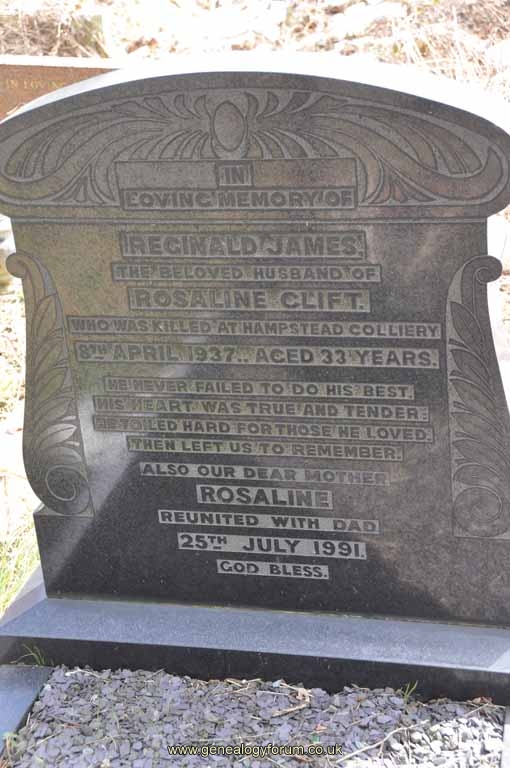 IN LOVIN
IN
LOVING MEMORY OF
REGINALD JAMES,
THE BELOVED HUSBAND OF
ROSALINE CLIFT.
WHO WAS KILLED AT HAMPSTEAD COLLIERY
8TH APRIL 1937.. AGED 33 YEARS.
HE NEVER FAILED TO DO HIS BEST,
HIS HEART WAS TRUE AND TENDER:
HE TOILED HARD FOR THOSE HE LOVED.
THEN LEFT US TO REMEMBER.
ALSO OUR DEAR MOTHER
ROSALINE
REUNITED WITH DAD
25TH JULY 1991.
GOD BLESS.
www.genealogyforum.co.uk